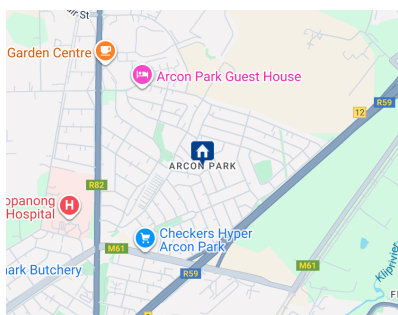 Garden Centre
Arcon Park Guest House
R59
12
ARCON PARK
R82
Hospital
Checkers Hyper
Arcon Park
M61
M61
Butchery
R59